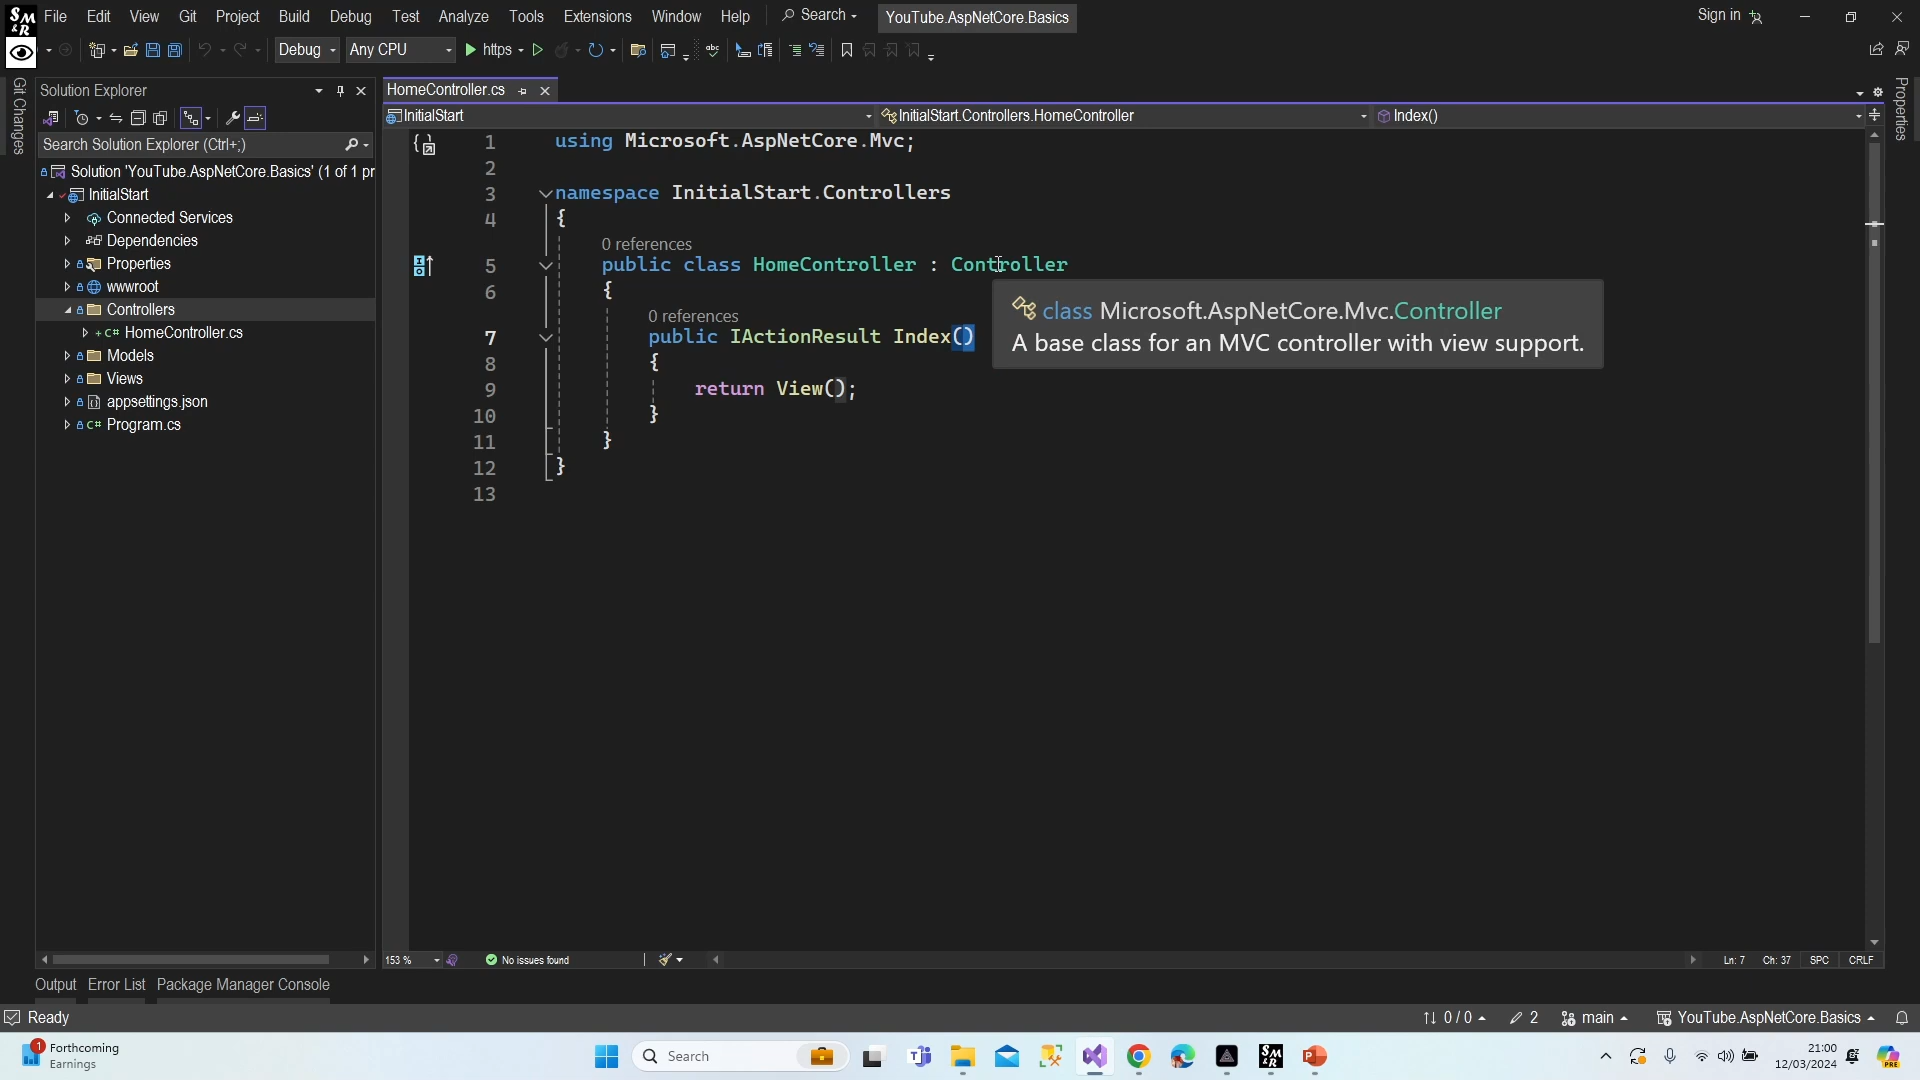 File Edit View Git Project Build Debug Test Analyze Tools Extensions Window Help Search YouTube.AspNetCore.Basics Sign in
Debug Any CPU https
Git Changes
Solution Explorer
Search Solution Explorer (Ctrl+;)
Solution 'YouTube.AspNetCore.Basics' (1 of 1 pr
InitialStart
Connected Services
Dependencies
Properties
wwwroot
Controllers
HomeController.cs
Models
Views
appsettings.json
Program.cs
HomeController.cs
InitialStart InitialStart.Controllers.HomeController Index()
1 using Microsoft.AspNetCore.Mvc;
2
3 namespace InitialStart.Controllers
4 {
0 references
5 public class HomeController : Controller
6 {
0 references
7 public IActionResult Index()
8 {
9 return View();
10 }
11 }
12 }
13
class Microsoft.AspNetCore.Mvc.Controller
A base class for an MVC controller with view support.
Properties
153 % No issues found Ln: 7 Ch: 37 SPC CRLF
Output Error List Package Manager Console
Ready 0 / 0 2 main YouTube.AspNetCore.Basics
1 Forthcoming
Earnings
Search
21:00
12/03/2024
PRE